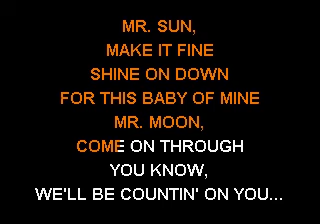 MR. SUN,
MAKE IT FINE
SHINE ON DOWN
FOR THIS BABY OF MINE
MR. MOON,
COME ON THROUGH
YOU KNOW,
WE'LL BE COUNTIN' ON YOU...